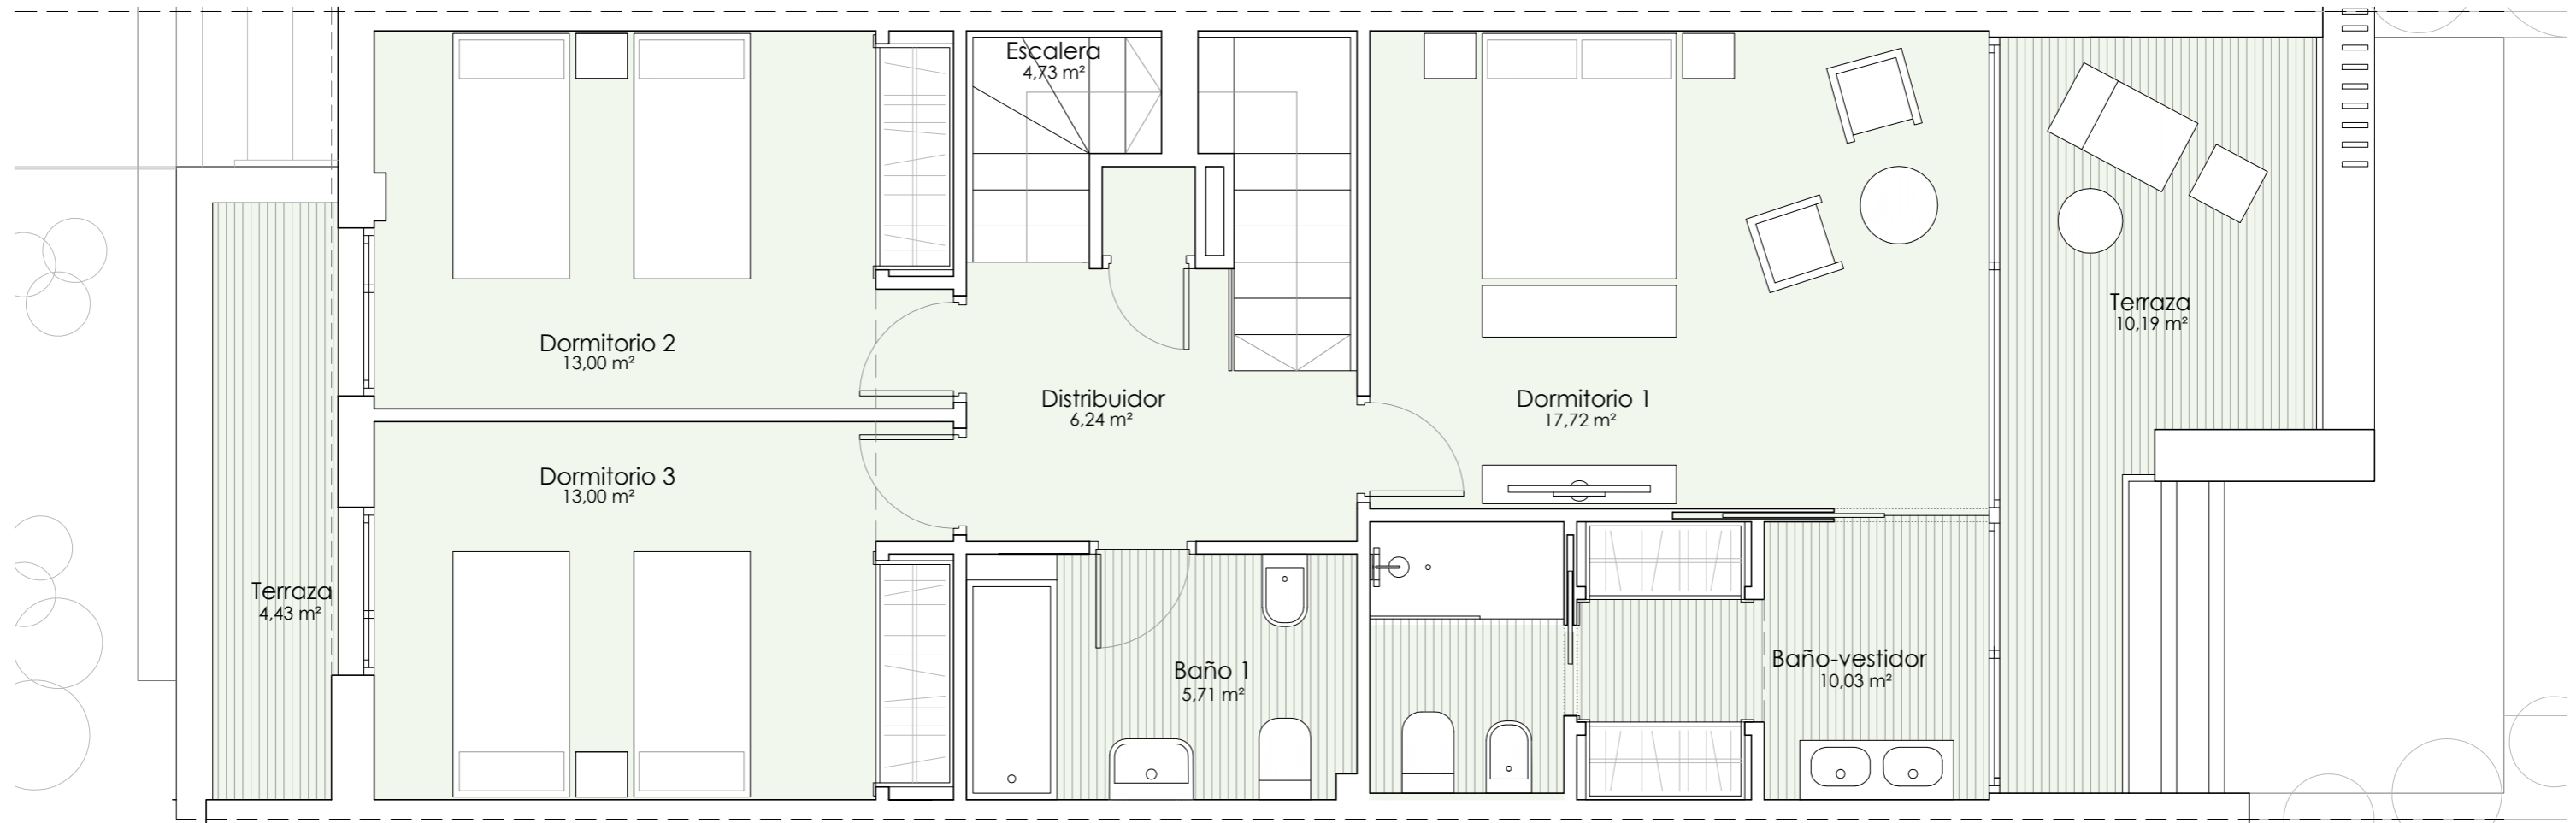 Escalera
4,73 m²
Dormitorio 2
13,00 m²
Distribuidor
6,24 m²
Dormitorio 1
17,72 m²
Terraza
10,19 m²
Dormitorio 3
13,00 m²
Terraza
4,43 m²
Baño 1
5,71 m²
Baño-vestidor
10,03 m²